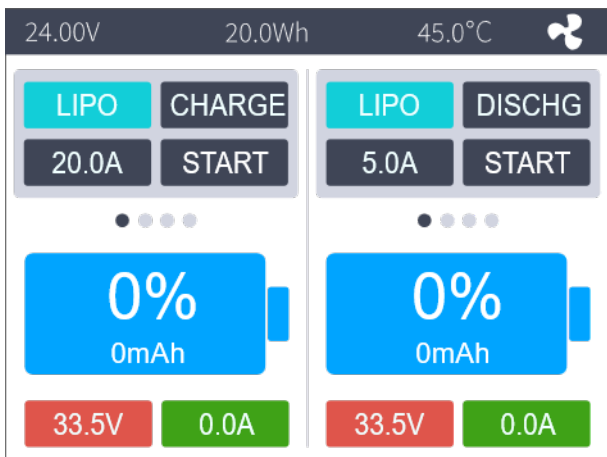 24.00V 20.0Wh 45.0°C
LIPO CHARGE
20.0A START
0%
0mAh
33.5V 0.0A
LIPO DISCHG
5.0A START
0%
0mAh
33.5V 0.0A